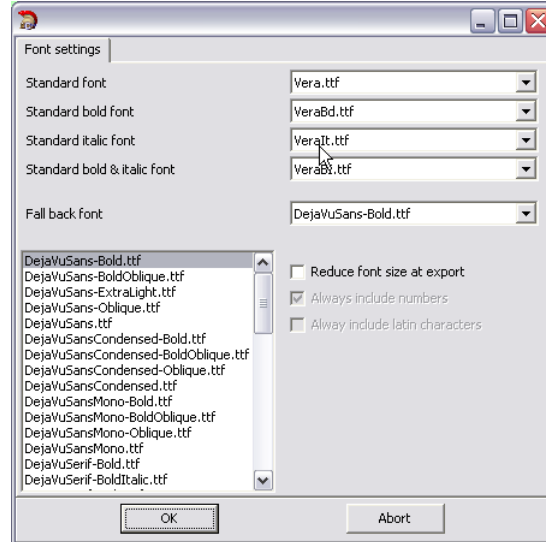 Font settings
Standard font
Vera.ttf
Standard bold font
VeraBd.ttf
Standard italic font
VeraIt.ttf
Standard bold & italic font
VeraBI.ttf
Fall back font
DejaVuSans-Bold.ttf
DejaVuSans-Bold.ttf
DejaVuSans-BoldOblique.ttf
DejaVuSans-ExtraLight.ttf
DejaVuSans-Oblique.ttf
DejaVuSans.ttf
DejaVuSansCondensed-Bold.ttf
DejaVuSansCondensed-BoldOblique.ttf
DejaVuSansCondensed-Oblique.ttf
DejaVuSansCondensed.ttf
DejaVuSansMono-Bold.ttf
DejaVuSansMono-BoldOblique.ttf
DejaVuSansMono-Oblique.ttf
DejaVuSansMono.ttf
DejaVuSerif-Bold.ttf
DejaVuSerif-BoldItalic.ttf
Reduce font size at export
Always include numbers
Alway include latin characters
OK
Abort